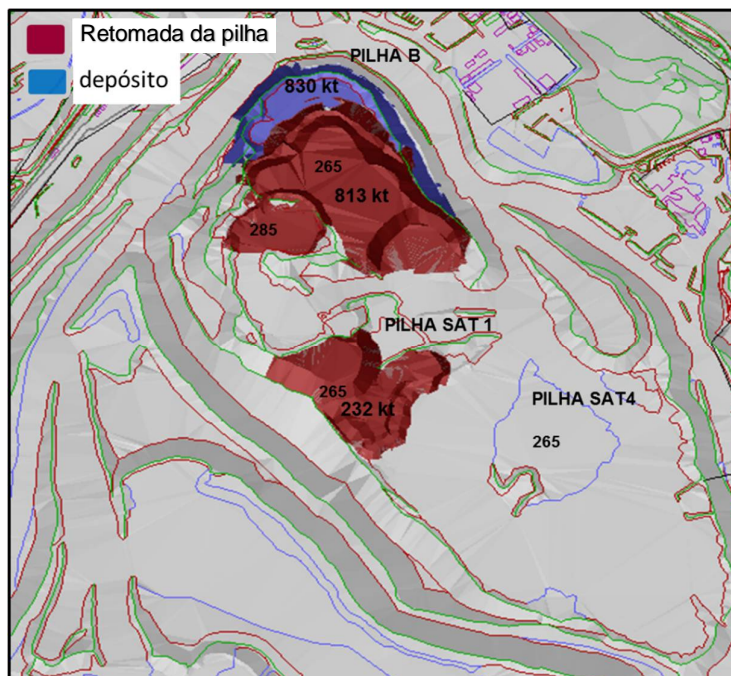 Retomada da pilha
depósito
PILHA B
830 kt
265
813 kt
285
PILHA SAT 1
265
232 kt
PILHA SAT4
265